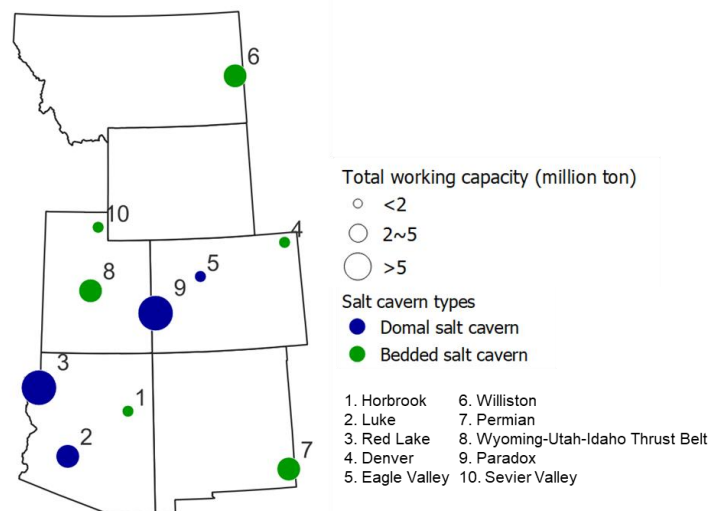 6
10
4
5
8
9
3
1
2
7
Total working capacity (million ton)
<2
2~5
>5
Salt cavern types
Domal salt cavern
Bedded salt cavern
1. Horbrook 6. Williston
2. Luke 7. Permian
3. Red Lake 8. Wyoming-Utah-Idaho Thrust Belt
4. Denver 9. Paradox
5. Eagle Valley 10. Sevier Valley